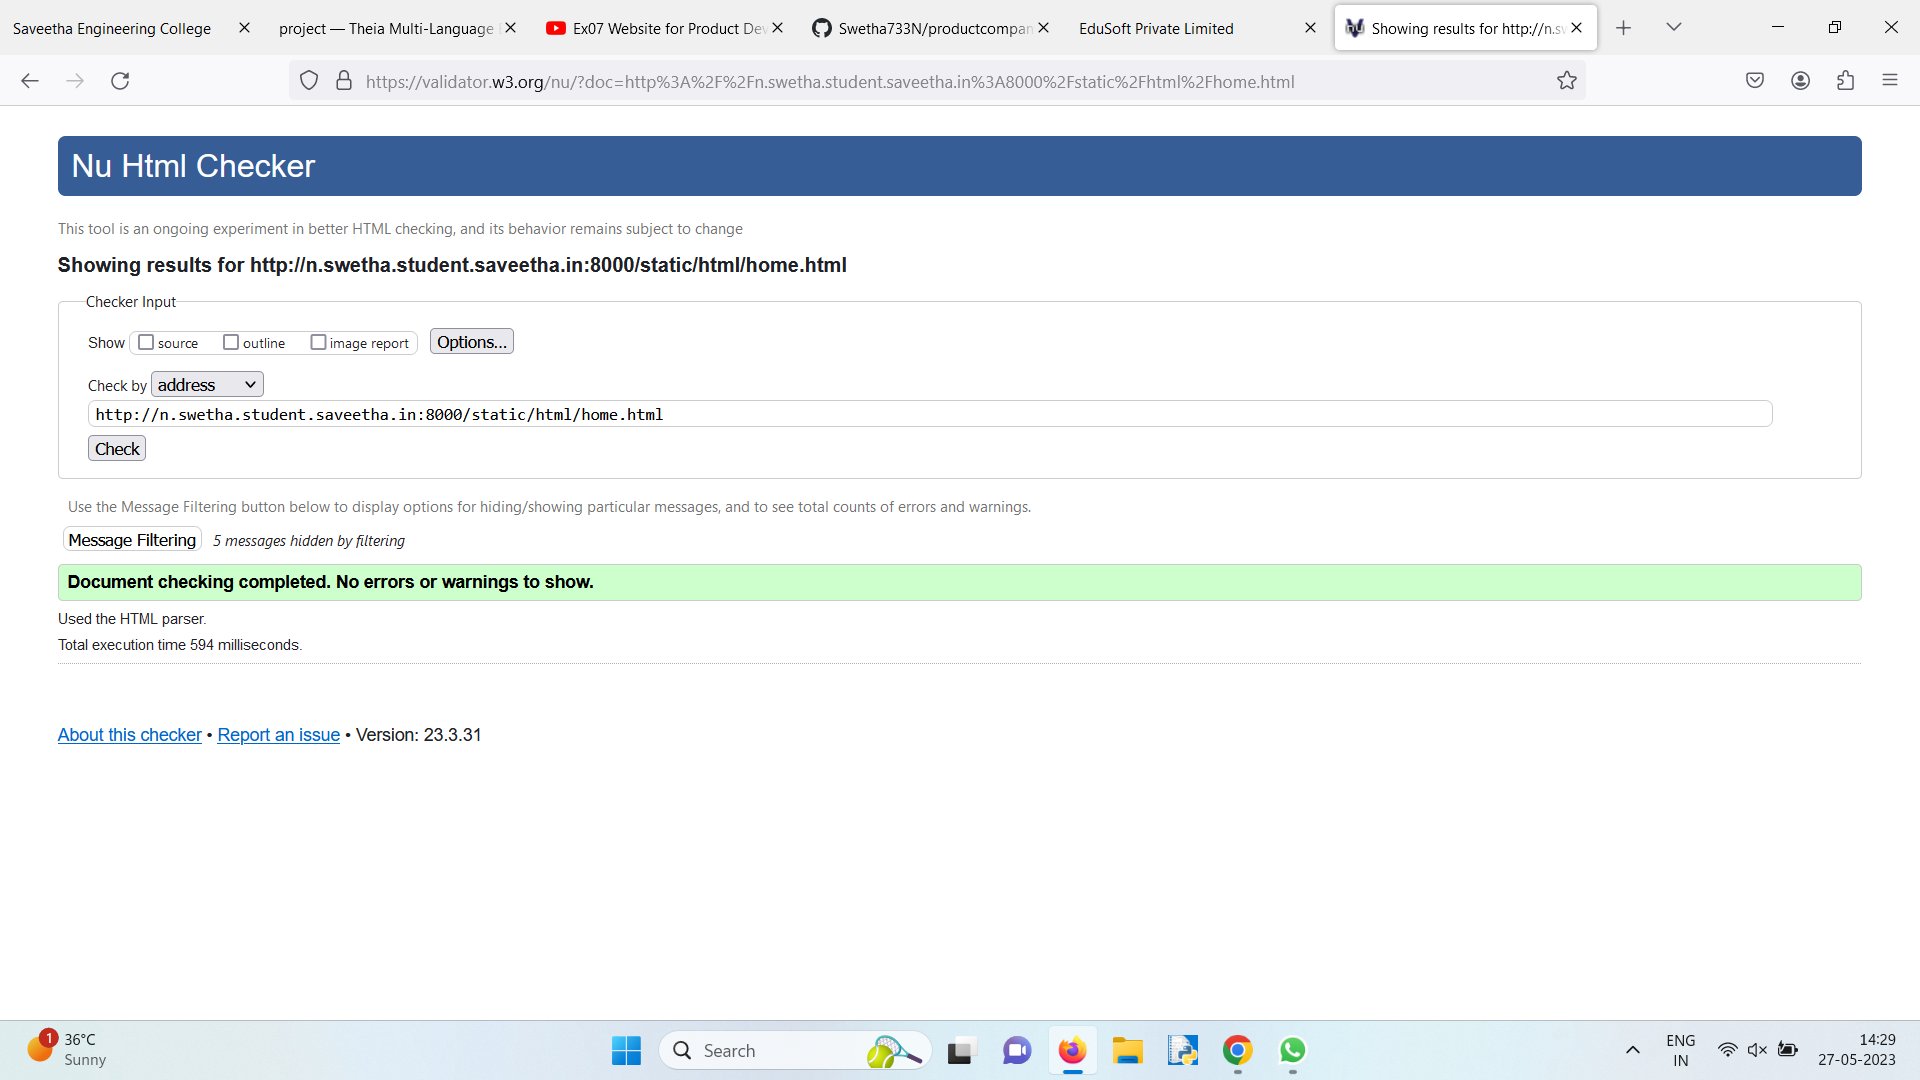 Saveetha Engineering College
project — Theia Multi-Language
Ex07 Website for Product Dev
Swetha733N/productcompan
EduSoft Private Limited
Showing results for http://n.sw
https://validator.w3.org/nu/?doc=http%3A%2F%2Fn.swetha.student.saveetha.in%3A8000%2Fstatic%2Fhtml%2Fhome.html
Nu Html Checker
This tool is an ongoing experiment in better HTML checking, and its behavior remains subject to change
Showing results for http://n.swetha.student.saveetha.in:8000/static/html/home.html
Checker Input
Show source outline image report Options...
Check by address
http://n.swetha.student.saveetha.in:8000/static/html/home.html
Check
Use the Message Filtering button below to display options for hiding/showing particular messages, and to see total counts of errors and warnings.
Message Filtering 5 messages hidden by filtering
Document checking completed. No errors or warnings to show.
Used the HTML parser.
Total execution time 594 milliseconds.
About this checker • Report an issue • Version: 23.3.31
1
36°C
Sunny
Search
ENG
IN
14:29
27-05-2023